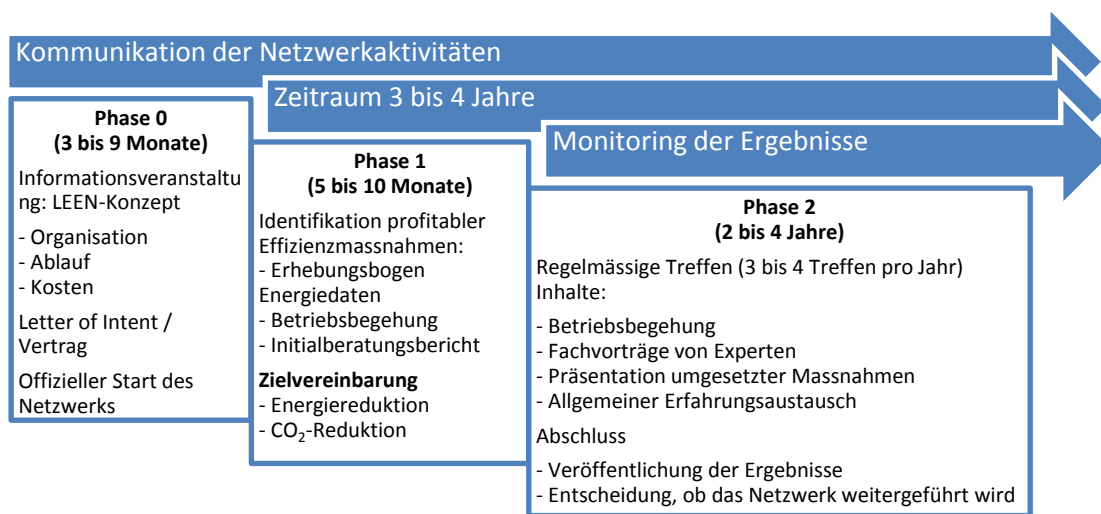 Kommunikation der Netzwerkaktivitäten
Zeitraum 3 bis 4 Jahre
Monitoring der Ergebnisse
Phase 0
(3 bis 9 Monate)
Informationsveranstaltu
ng: LEEN-Konzept
- Organisation
- Ablauf
- Kosten
Letter of Intent /
Vertrag
Offizieller Start des
Netzwerks
Phase 1
(5 bis 10 Monate)
Identifikation profitabler
Effizienzmassnahmen:
- Erhebungsbogen
Energiedaten
- Betriebsbegehung
- Initialberatungsbericht
Zielvereinbarung
- Energiereduktion
- CO₂-Reduktion
Phase 2
(2 bis 4 Jahre)
Regelmässige Treffen (3 bis 4 Treffen pro Jahr)
Inhalte:
- Betriebsbegehung
- Fachvorträge von Experten
- Präsentation umgesetzter Massnahmen
- Allgemeiner Erfahrungsaustausch
Abschluss
- Veröffentlichung der Ergebnisse
- Entscheidung, ob das Netzwerk weitergeführt wird